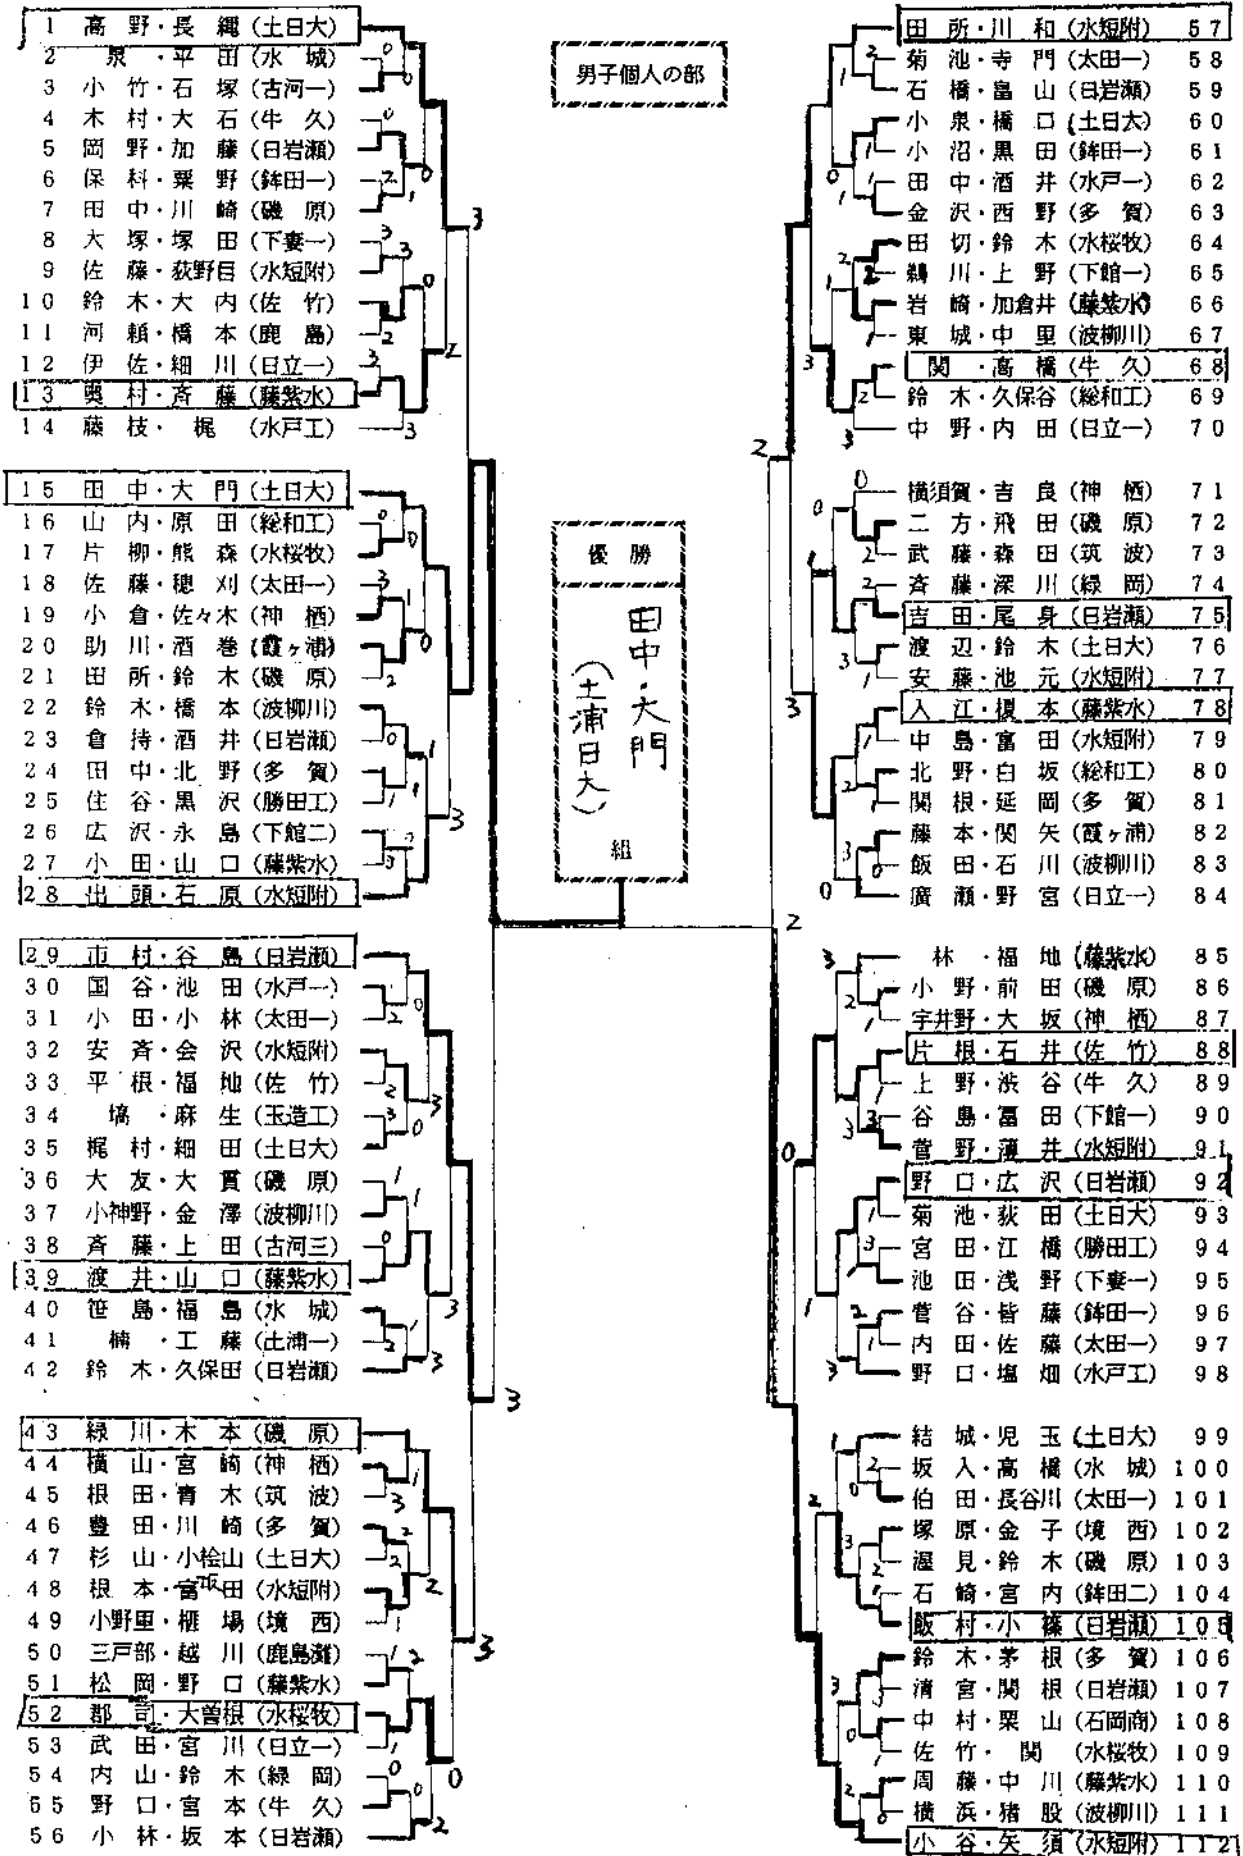 男子個人の部
1 高野・長縄(土日大)
2 泉・平田(水城)
3 小竹・石塚(古河一)
4 木村・大石(牛久)
5 岡野・加藤(日岩瀬)
6 保科・粟野(鉾田一)
7 田中・川崎(磯原)
8 大塚・塚田(下妻一)
9 佐藤・荻野目(水短附)
10 鈴木・大内(佐竹)
11 河頼・橋本(鹿島)
12 伊佐・細川(日立一)
13 奥村・斉藤(藤紫水)
14 藤枝・梶(水戸工)
15 田中・大門(土日大)
16 山内・原田(総和工)
17 片柳・熊森(水桜牧)
18 佐藤・穂刈(太田一)
19 小倉・佐々木(神栖)
20 助川・酒巻(霞ヶ浦)
21 田所・鈴木(磯原)
22 鈴木・橋本(波柳川)
23 倉持・酒井(日岩瀬)
24 田中・北野(多賀)
25 住谷・黒沢(勝田工)
26 広沢・永島(下館二)
27 小田・山口(藤紫水)
28 出頭・石原(水短附)
29 市村・谷島(日岩瀬)
30 国谷・池田(水戸一)
31 小田・小林(太田一)
32 安斉・会沢(水短附)
33 平根・福地(佐竹)
34 塙・麻生(玉造工)
35 梶村・細田(土日大)
36 大友・大貫(磯原)
37 小神野・金澤(波柳川)
38 斉藤・上田(古河三)
39 渡井・山口(藤紫水)
40 笹島・福島(水城)
41 楠・工藤(土浦一)
42 鈴木・久保田(日岩瀬)
43 緑川・木本(磯原)
44 横山・宮崎(神栖)
45 根田・青木(筑波)
46 豊田・川崎(多賀)
47 杉山・小桧山(土日大)
48 根本・富田(水短附)
49 小野里・榧場(境西)
50 三戸部・越川(鹿島灘)
51 松岡・野口(藤紫水)
52 郡司・大曽根(水桜牧)
53 武田・宮川(日立一)
54 内山・鈴木(緑岡)
55 野口・宮本(牛久)
56 小林・坂本(日岩瀬)
優勝
田中・大門
(土浦日大)
組
田所・川和(水短附) 57
菊池・寺門(太田一) 58
石橋・富山(日岩瀬) 59
小泉・橋口(土日大) 60
小沼・黒田(鉾田一) 61
田中・酒井(水戸一) 62
金沢・西野(多賀) 63
田切・鈴木(水桜牧) 64
鵜川・上野(下館一) 65
岩崎・加倉井(藤紫水) 66
東城・中里(波柳川) 67
関・高橋(牛久) 68
鈴木・久保谷(総和工) 69
中野・内田(日立一) 70
横須賀・吉良(神栖) 71
二方・飛田(磯原) 72
武藤・森田(筑波) 73
斉藤・深川(緑岡) 74
吉田・尾身(日岩瀬) 75
渡辺・鈴木(土日大) 76
安藤・池元(水短附) 77
入江・榎本(藤紫水) 78
中島・富田(水短附) 79
北野・白坂(総和工) 80
関根・延岡(多賀) 81
藤本・関矢(霞ヶ浦) 82
飯田・石川(波柳川) 83
廣瀬・野宮(日立一) 84
林・福地(藤紫水) 85
小野・前田(磯原) 86
宇井野・大坂(神栖) 87
片根・石井(佐竹) 88
上野・渋谷(牛久) 89
谷島・冨田(下館一) 90
菅野・薄井(水短附) 91
野口・広沢(日岩瀬) 92
菊池・荻田(土日大) 93
宮田・江橋(勝田工) 94
池田・浅野(下妻一) 95
菅谷・皆藤(鉾田一) 96
内田・佐藤(太田一) 97
野口・塩畑(水戸工) 98
結城・児玉(土日大) 99
坂入・高橋(水城) 100
伯田・長谷川(太田一) 101
塚原・金子(境西) 102
渥見・鈴木(磯原) 103
石崎・宮内(鉾田二) 104
飯村・小篠(日岩瀬) 105
鈴木・茅根(多賀) 106
清宮・関根(日岩瀬) 107
中村・栗山(石岡商) 108
佐竹・関(水桜牧) 109
周藤・中川(藤紫水) 110
横浜・猪股(波柳川) 111
小谷・矢須(水短附) 112